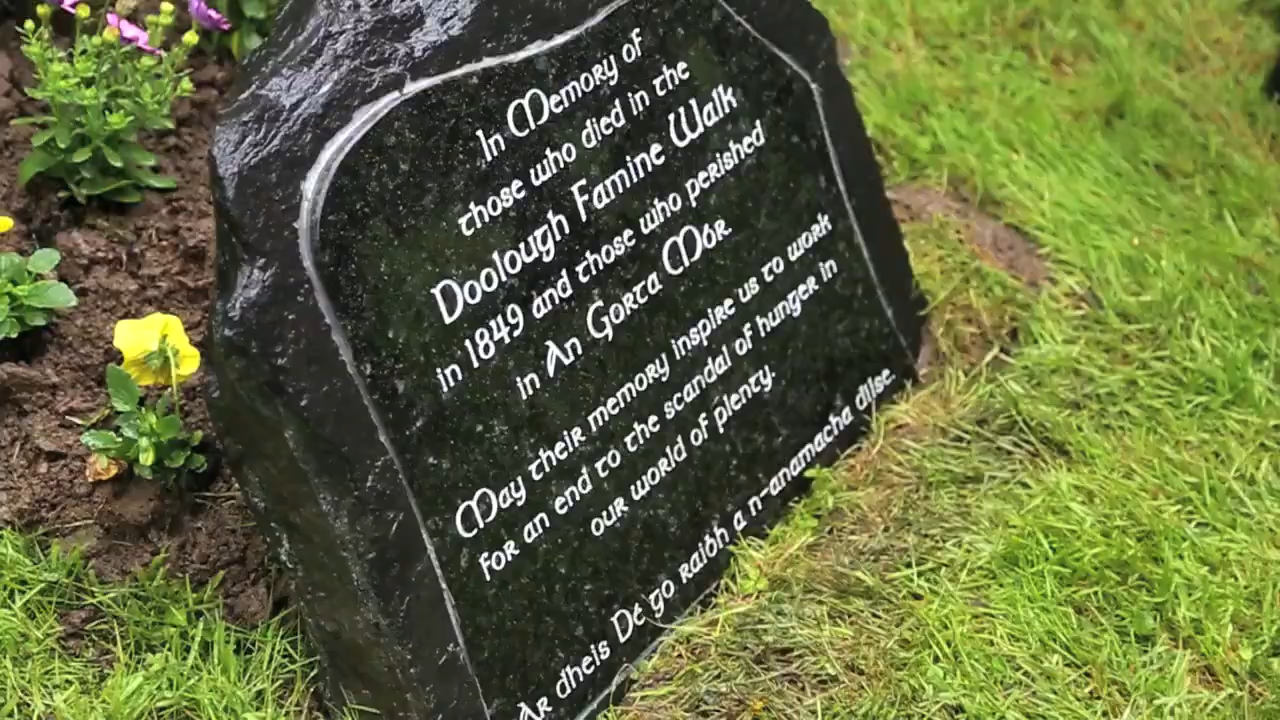 In Memory of
those who died in the
Doolough Famine Walk
in 1849 and those who perished
in An Gorta Mór
May their memory inspire us to work
for an end to the scandal of hunger in
our world of plenty.
Ar dheis Dé go raibh a n-anamacha dílse.